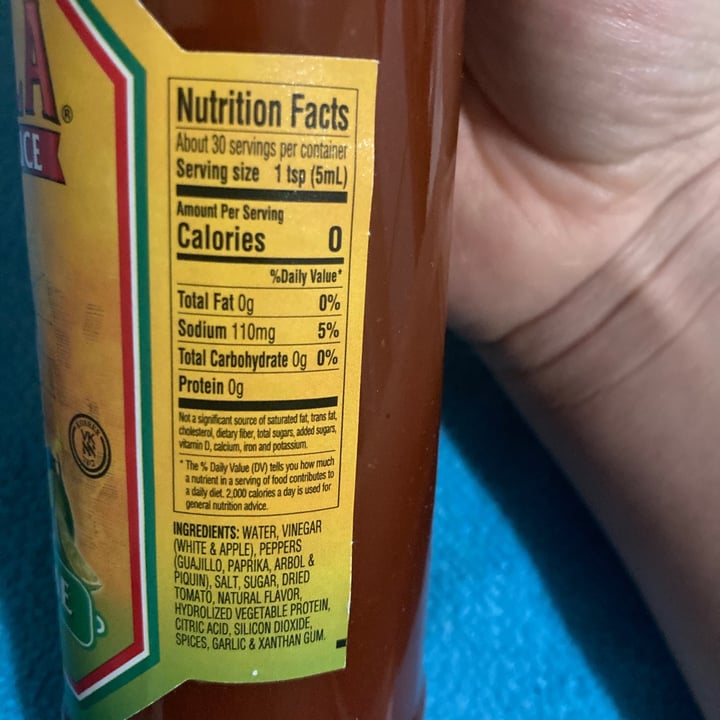 LA®
CE
Nutrition Facts
About 30 servings per container
Serving size 1 tsp (5mL)
Amount Per Serving
Calories 0
%Daily Value*
Total Fat 0g 0%
Sodium 110mg 5%
Total Carbohydrate 0g 0%
Protein 0g
Not a significant source of saturated fat, trans fat,
cholesterol, dietary fiber, total sugars, added sugars,
vitamin D, calcium, iron and potassium.
* The % Daily Value (DV) tells you how much
a nutrient in a serving of food contributes to
a daily diet. 2,000 calories a day is used for
general nutrition advice.
INGREDIENTS: WATER, VINEGAR
(WHITE & APPLE), PEPPERS
(GUAJILLO, PAPRIKA, ARBOL &
PIQUIN), SALT, SUGAR, DRIED
TOMATO, NATURAL FLAVOR,
HYDROLIZED VEGETABLE PROTEIN,
CITRIC ACID, SILICON DIOXIDE,
SPICES, GARLIC & XANTHAN GUM.
E